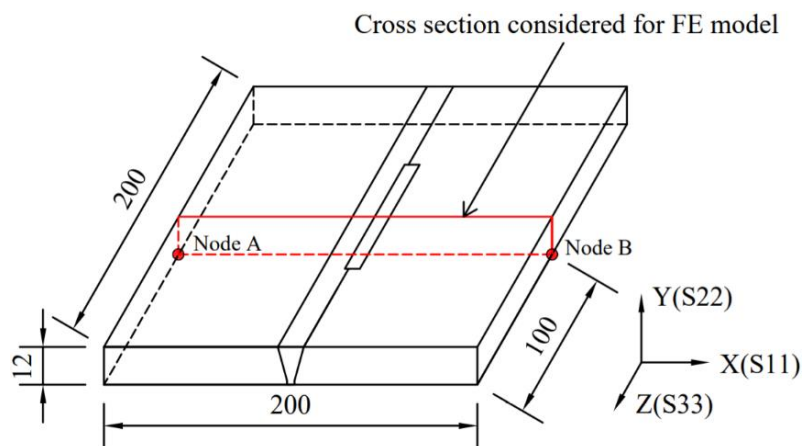 Cross section considered for FE model
200
Node A
Node B
Y(S22)
100
12
X(S11)
200
Z(S33)